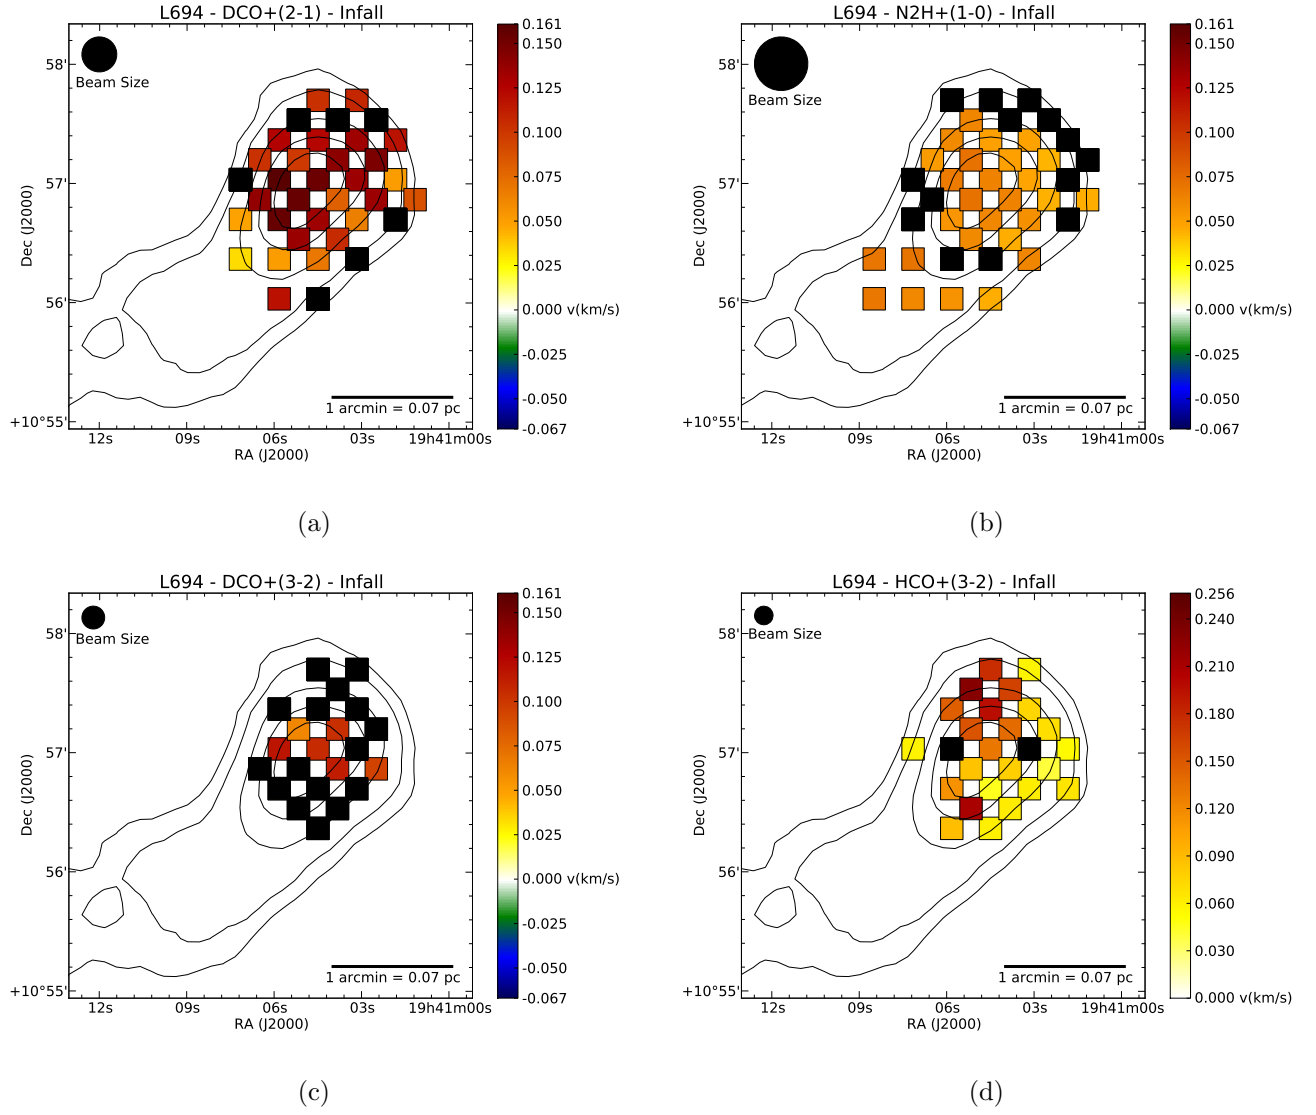 L694 - DCO+(2-1) - Infall
Beam Size
58'
57'
56'
+10°55'
Dec (J2000)
12s 09s 06s 03s 19h41m00s
RA (J2000)
1 arcmin = 0.07 pc
0.161
0.150
0.125
0.100
0.075
0.050
0.025
0.000 v(km/s)
-0.025
-0.050
-0.067
(a)
L694 - N2H+(1-0) - Infall
Beam Size
58'
57'
56'
+10°55'
Dec (J2000)
12s 09s 06s 03s 19h41m00s
RA (J2000)
1 arcmin = 0.07 pc
0.161
0.150
0.125
0.100
0.075
0.050
0.025
0.000 v(km/s)
-0.025
-0.050
-0.067
(b)
L694 - DCO+(3-2) - Infall
Beam Size
58'
57'
56'
+10°55'
Dec (J2000)
12s 09s 06s 03s 19h41m00s
RA (J2000)
1 arcmin = 0.07 pc
0.161
0.150
0.125
0.100
0.075
0.050
0.025
0.000 v(km/s)
-0.025
-0.050
-0.067
(c)
L694 - HCO+(3-2) - Infall
Beam Size
58'
57'
56'
+10°55'
Dec (J2000)
12s 09s 06s 03s 19h41m00s
RA (J2000)
1 arcmin = 0.07 pc
0.256
0.240
0.210
0.180
0.150
0.120
0.090
0.060
0.030
0.000 v(km/s)
(d)